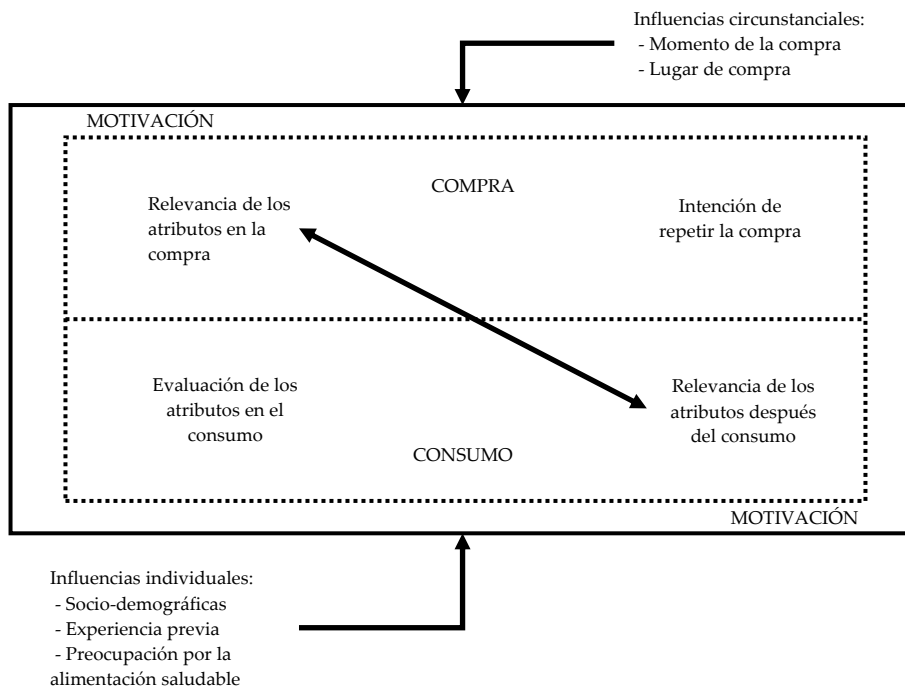 Influencias circunstanciales:
- Momento de la compra
- Lugar de compra
MOTIVACIÓN
COMPRA
Relevancia de los
atributos en la
compra
Intención de
repetir la compra
Evaluación de los
atributos en el
consumo
Relevancia de los
atributos después
del consumo
CONSUMO
MOTIVACIÓN
Influencias individuales:
- Socio-demográficas
- Experiencia previa
- Preocupación por la
alimentación saludable